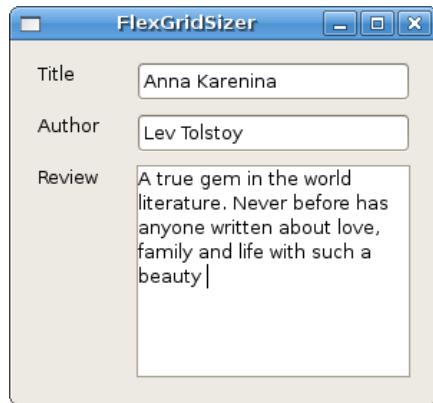 FlexGridSizer
Title
Anna Karenina
Author
Lev Tolstoy
Review
A true gem in the world
literature. Never before has
anyone written about love,
family and life with such a
beauty